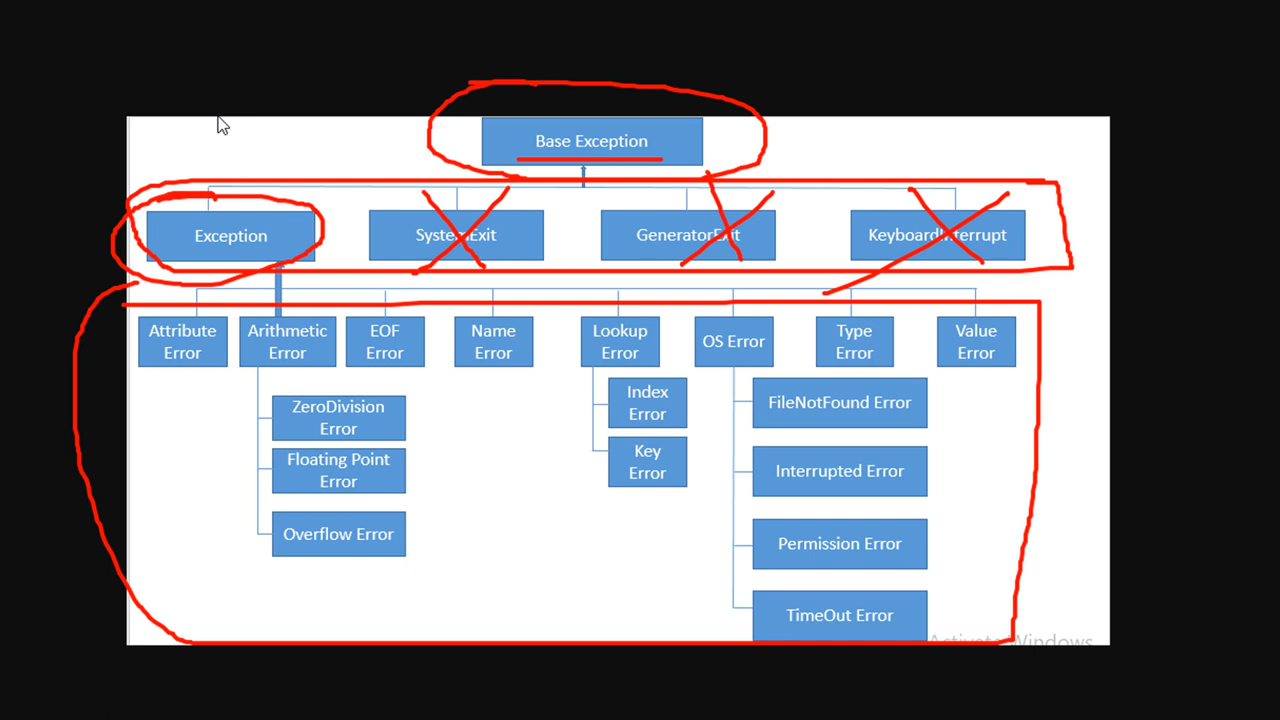 Base Exception
Exception
SystemExit
GeneratorExit
KeyboardInterrupt
Attribute
Error
Arithmetic
Error
EOF
Error
Name
Error
Lookup
Error
OS Error
Type
Error
Value
Error
ZeroDivision
Error
Floating Point
Error
Overflow Error
Index
Error
Key
Error
FileNotFound Error
Interrupted Error
Permission Error
TimeOut Error
Activate Windows